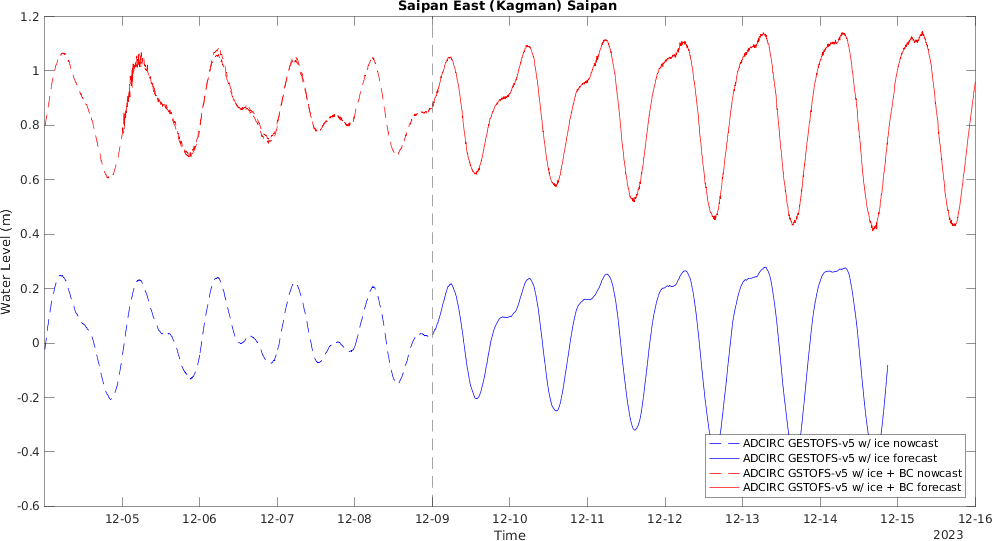 Saipan East (Kagman) Saipan
1.2
1
0.8
0.6
0.4
0.2
0
-0.2
-0.4
-0.6
Water Level (m)
12-05 12-06 12-07 12-08 12-09 12-10 12-11 12-12 12-13 12-14 12-15 12-16
Time
2023
ADCIRC GESTOFS-v5 w/ ice nowcast
ADCIRC GESTOFS-v5 w/ ice forecast
ADCIRC GSTOFS-v5 w/ ice + BC nowcast
ADCIRC GSTOFS-v5 w/ ice + BC forecast